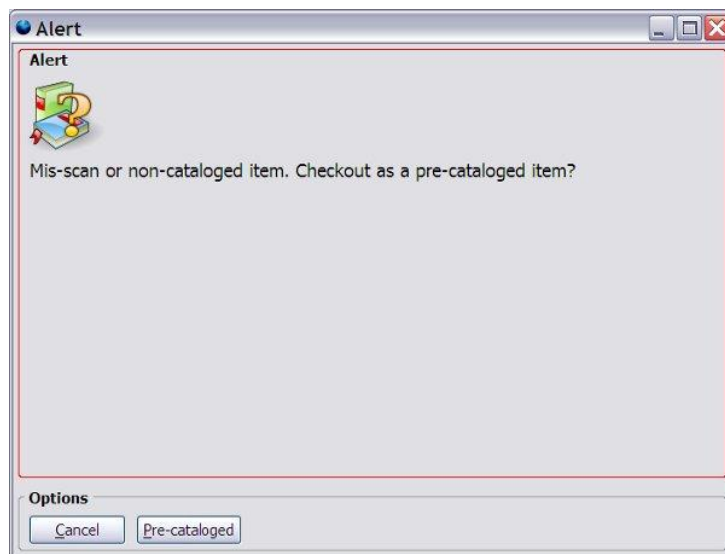 Alert
Alert
Mis-scan or non-cataloged item. Checkout as a pre-cataloged item?
Options
Cancel Pre-cataloged